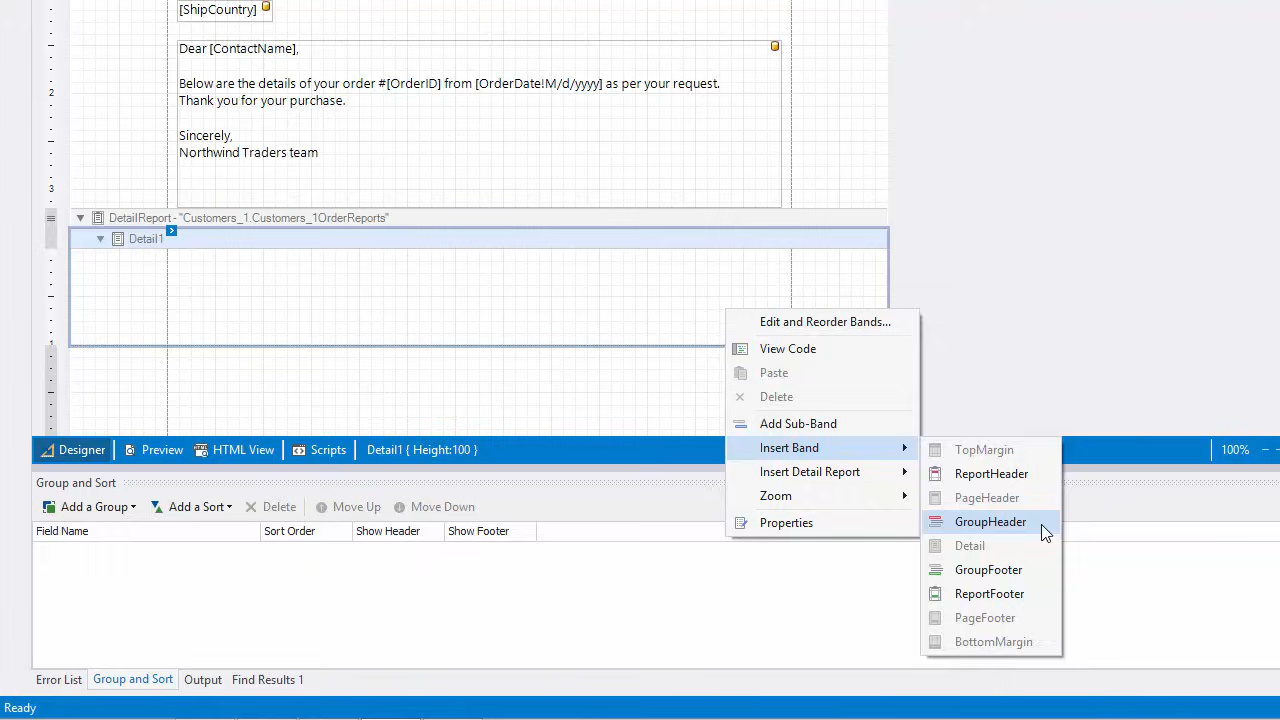 [ShipCountry]
Dear [ContactName],
Below are the details of your order #[OrderID] from [OrderDate!M/d/yyyy] as per your request.
Thank you for your purchase.
Sincerely,
Northwind Traders team
2
3
DetailReport - "Customers_1.Customers_1OrderReports"
Detail1
1
Edit and Reorder Bands...
View Code
Paste
Delete
Add Sub-Band
Insert Band
Insert Detail Report
Zoom
Properties
TopMargin
ReportHeader
PageHeader
GroupHeader
Detail
GroupFooter
ReportFooter
PageFooter
BottomMargin
Designer
Preview
HTML View
Scripts
Detail1 { Height:100 }
100%
Group and Sort
Add a Group
Add a Sort
Delete
Move Up
Move Down
Field Name
Sort Order
Show Header
Show Footer
Error List
Group and Sort
Output
Find Results 1
Ready